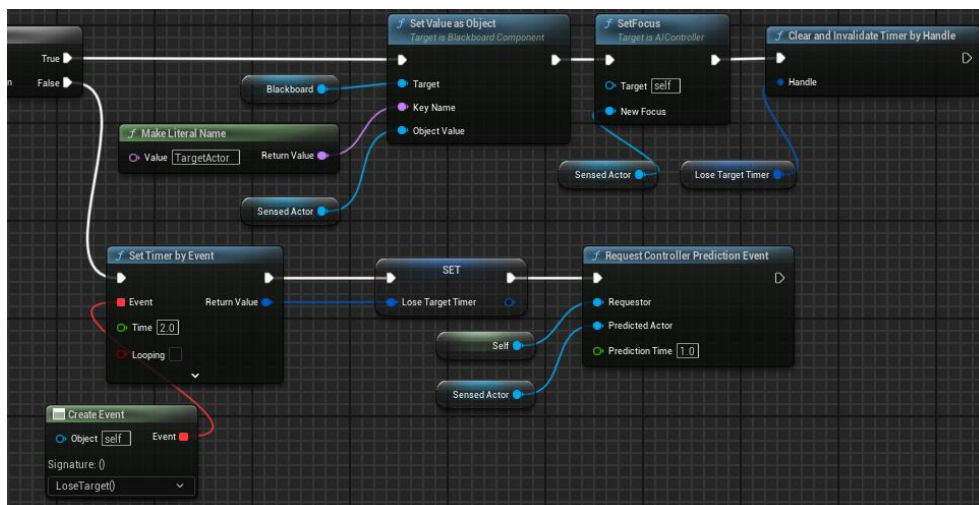 True
False
n
f Set Value as Object
Target is Blackboard Component
Blackboard
Target
Key Name
Object Value
f Make Literal Name
Value TargetActor Return Value
Sensed Actor
f SetFocus
Target is AIController
Target self
New Focus
Sensed Actor
f Clear and Invalidate Timer by Handle
Handle
Lose Target Timer
f Set Timer by Event
Event Return Value
Time 2.0
Looping
Create Event
Object self Event
Signature: ()
LoseTarget()
SET
Lose Target Timer
f Request Controller Prediction Event
Requestor
Predicted Actor
Prediction Time 1.0
Self
Sensed Actor